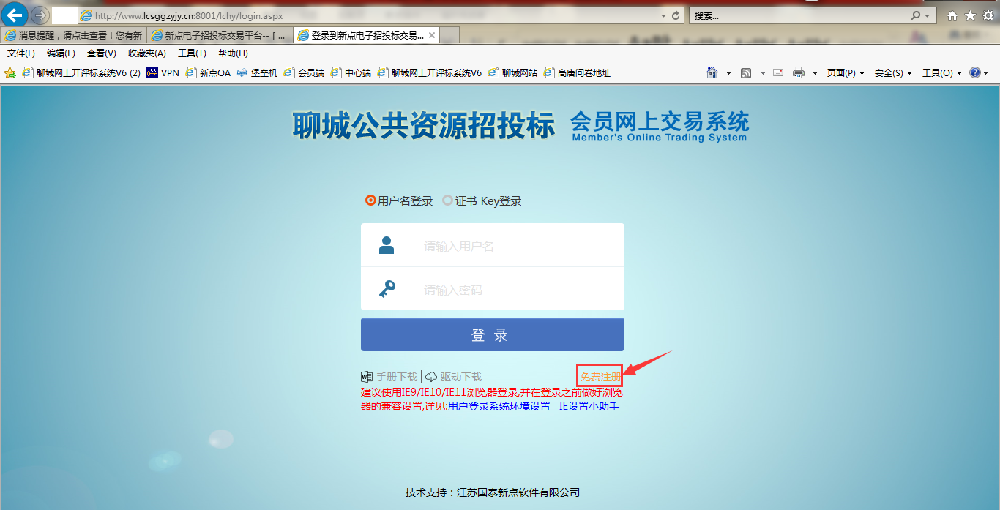 http://www.lcsggzyjy.cn:8001/lchy/login.aspx
搜索...
消息提醒，请点击查看！您有新
新点电子招投标交易平台-- [ ...
登录到新点电子招投标交易...
文件(F) 编辑(E) 查看(V) 收藏夹(A) 工具(T) 帮助(H)
聊城网上开评标系统V6 (2) VPN 新点OA 堡垒机 会员端 中心端 聊城网上开评标系统V6 聊城网站 高唐问卷地址 页面(P) 安全(S) 工具(O)
聊城公共资源招投标 会员网上交易系统
Member's Online Trading System
用户名登录 证书 Key登录
请输入用户名
请输入密码
登 录
手册下载 驱动下载 免费注册
建议使用IE9/IE10/IE11浏览器登录,并在登录之前做好浏览
器的兼容设置,详见:用户登录系统环境设置 IE设置小助手
技术支持：江苏国泰新点软件有限公司